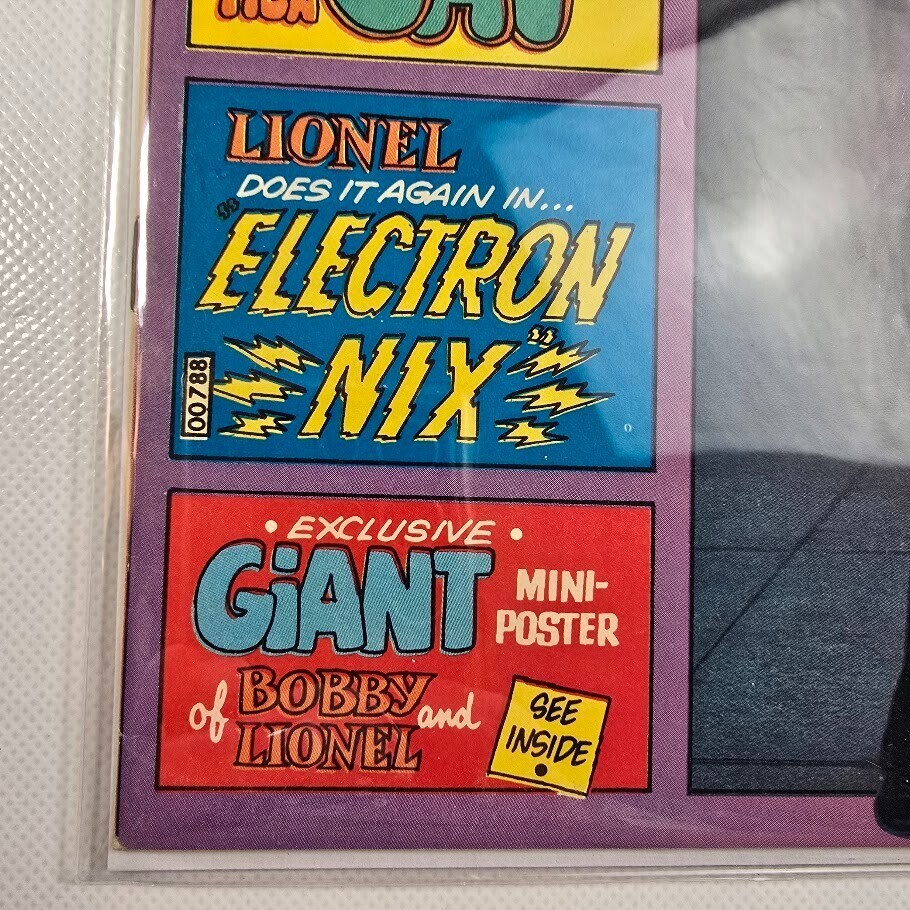 LIONEL
DOES IT AGAIN IN...
"ELECTRON
NIX"
00788
• EXCLUSIVE •
GiANT
MINI-
POSTER
of BOBBY and
LIONEL
SEE
INSIDE